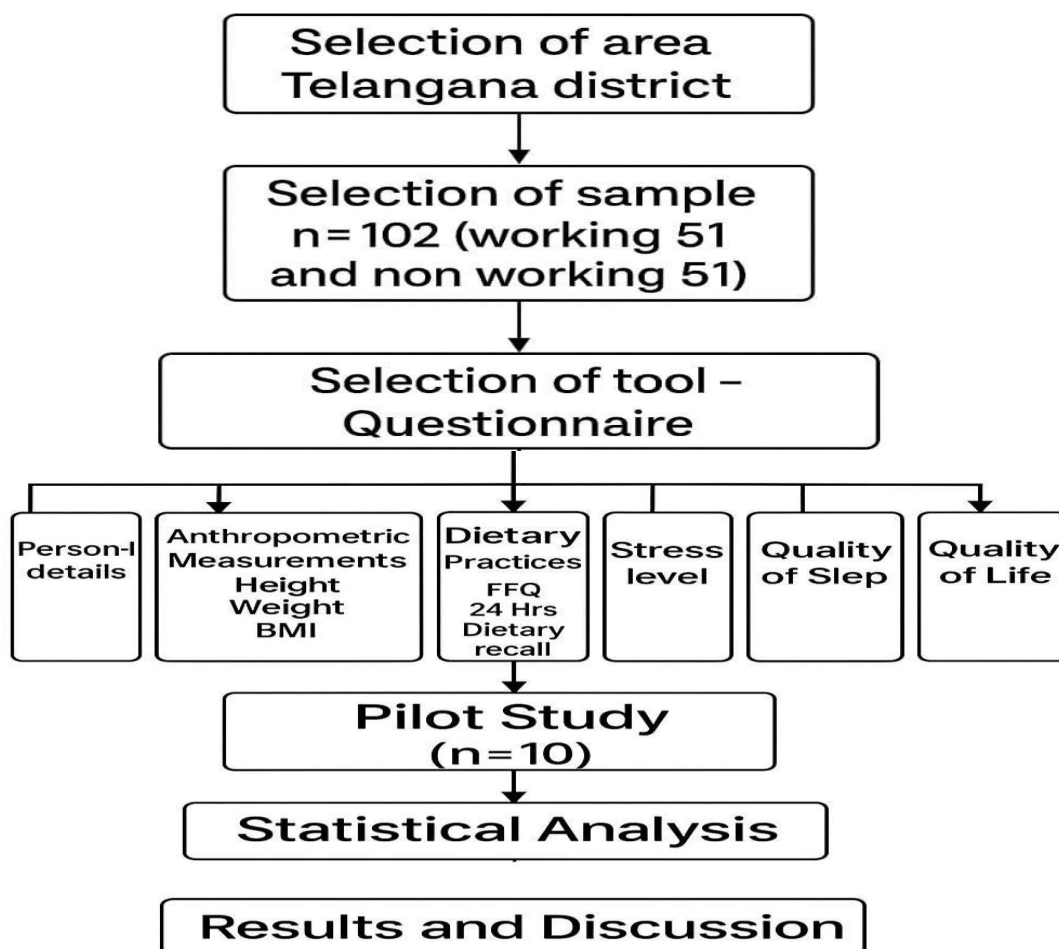 Selection of area
Telangana district
Selection of sample
n=102 (working 51
and non working 51)
Selection of tool –
Questionnaire
Person-l
details
Anthropometric
Measurements
Height
Weight
BMI
Dietary
Practices
FFQ
24 Hrs
Dietary
recall
Stress
level
Quality
of Slep
Quality
of Life
Pilot Study
(n=10)
Statistical Analysis
Results and Discussion